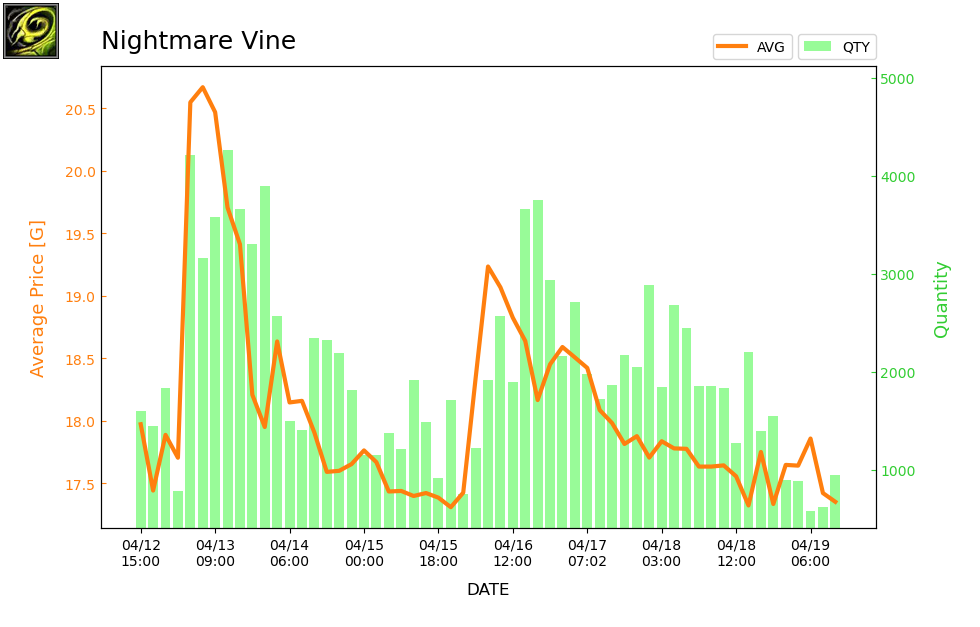 Nightmare Vine
AVG
QTY
Average Price [G]
20.5
20.0
19.5
19.0
18.5
18.0
17.5
5000
4000
3000
2000
1000
Quantity
04/12 04/13 04/14 04/15 04/15 04/16 04/17 04/18 04/18 04/19
15:00 09:00 06:00 00:00 18:00 12:00 07:02 03:00 12:00 06:00
DATE